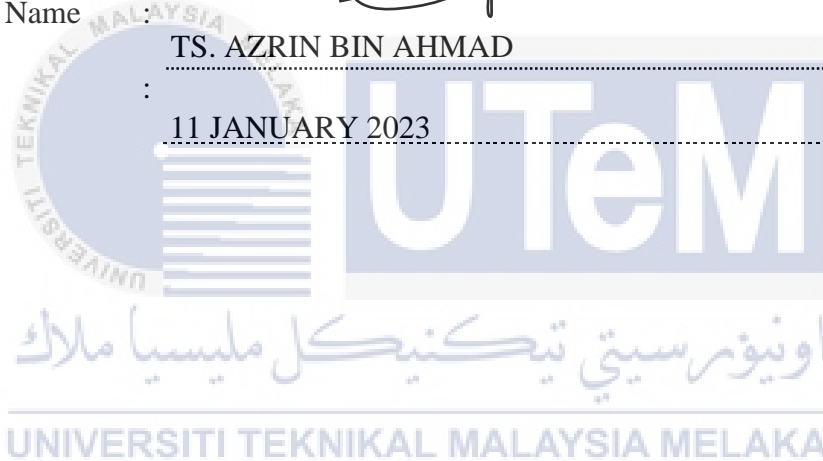 Name :
TS. AZRIN BIN AHMAD
:
11 JANUARY 2023
UNIVERSITI TEKNIKAL MALAYSIA MELAKA
UTeM
اونيۏرسيتي تيكنيكل مليسيا ملاك
UNIVERSITI TEKNIKAL MALAYSIA MELAKA